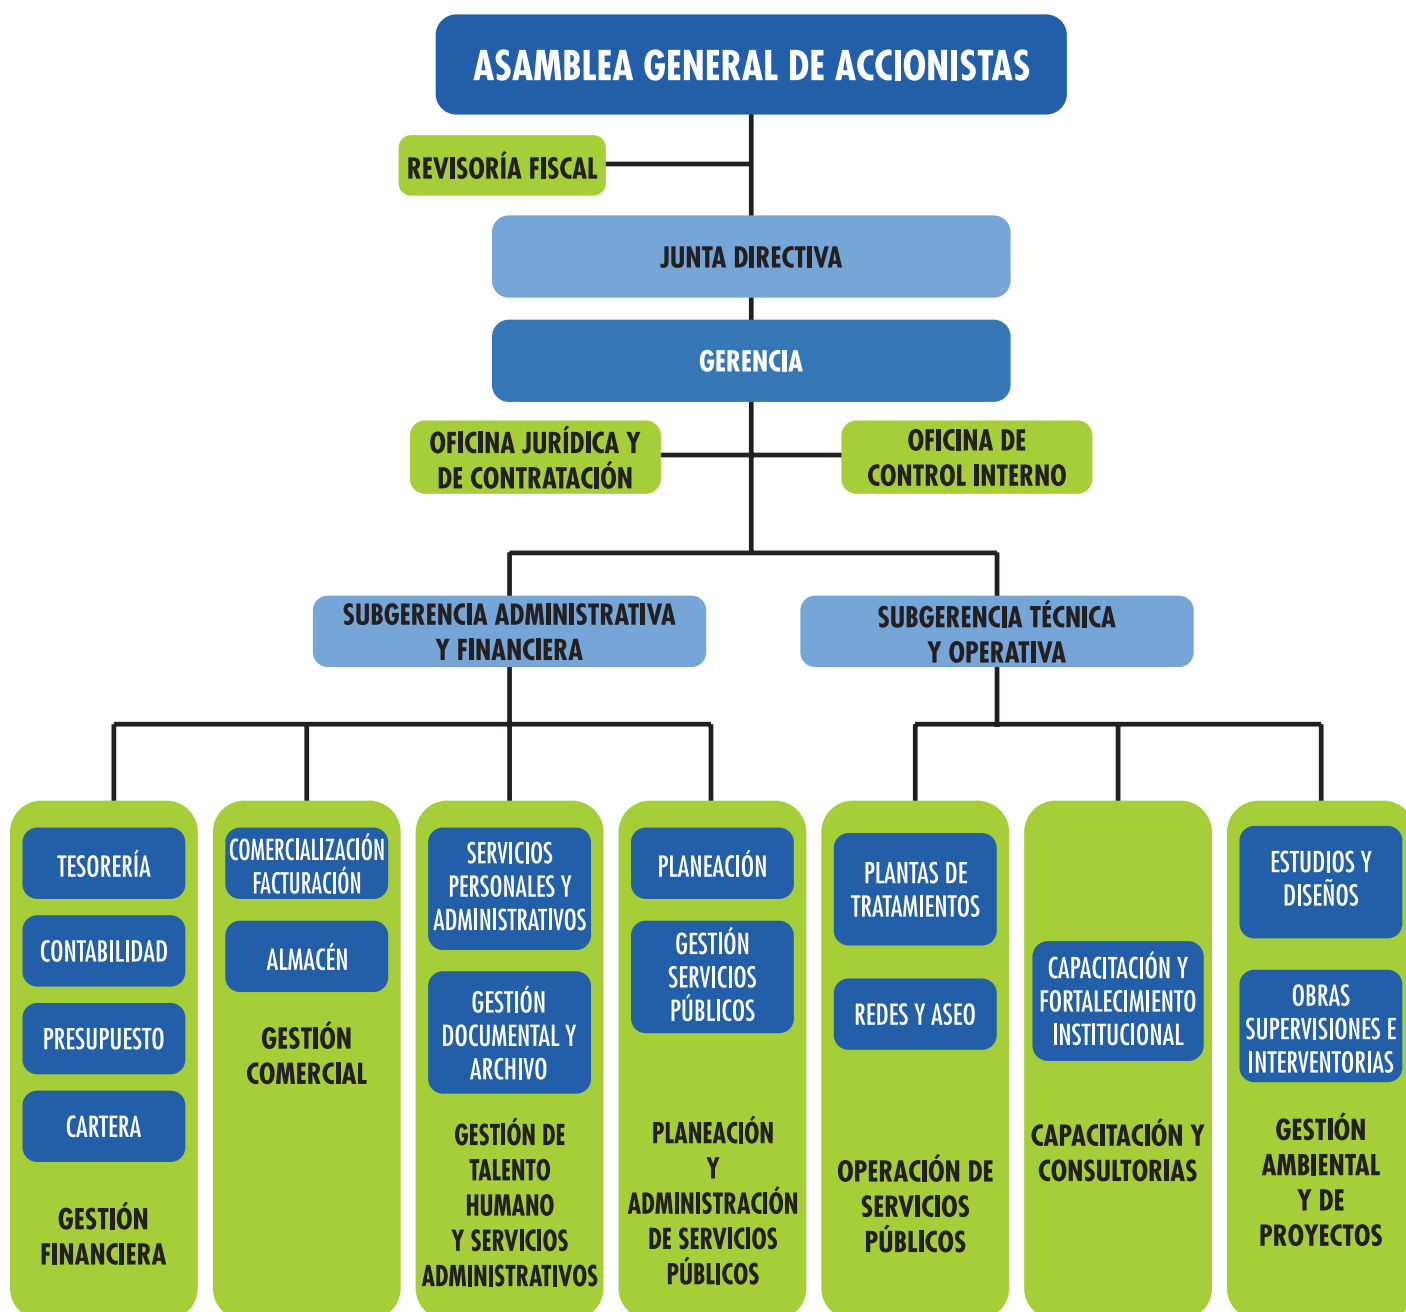 ASAMBLEA GENERAL DE ACCIONISTAS
REVISORÍA FISCAL
JUNTA DIRECTIVA
GERENCIA
OFICINA JURÍDICA Y
DE CONTRATACIÓN
OFICINA DE
CONTROL INTERNO
SUBGERENCIA ADMINISTRATIVA
Y FINANCIERA
SUBGERENCIA TÉCNICA
Y OPERATIVA
TESORERÍA
CONTABILIDAD
PRESUPUESTO
CARTERA
GESTIÓN
FINANCIERA
COMERCIALIZACIÓN
FACTURACIÓN
ALMACÉN
GESTIÓN
COMERCIAL
SERVICIOS
PERSONALES Y
ADMINISTRATIVOS
GESTIÓN
DOCUMENTAL Y
ARCHIVO
GESTIÓN DE
TALENTO
HUMANO
Y SERVICIOS
ADMINISTRATIVOS
PLANEACIÓN
GESTIÓN
SERVICIOS
PÚBLICOS
PLANEACIÓN
Y
ADMINISTRACIÓN
DE SERVICIOS
PÚBLICOS
PLANTAS DE
TRATAMIENTOS
REDES Y ASEO
OPERACIÓN DE
SERVICIOS
PÚBLICOS
CAPACITACIÓN Y
FORTALECIMIENTO
INSTITUCIONAL
CAPACITACIÓN Y
CONSULTORIAS
ESTUDIOS Y
DISEÑOS
OBRAS
SUPERVISIONES E
INTERVENTORIAS
GESTIÓN
AMBIENTAL
Y DE
PROYECTOS